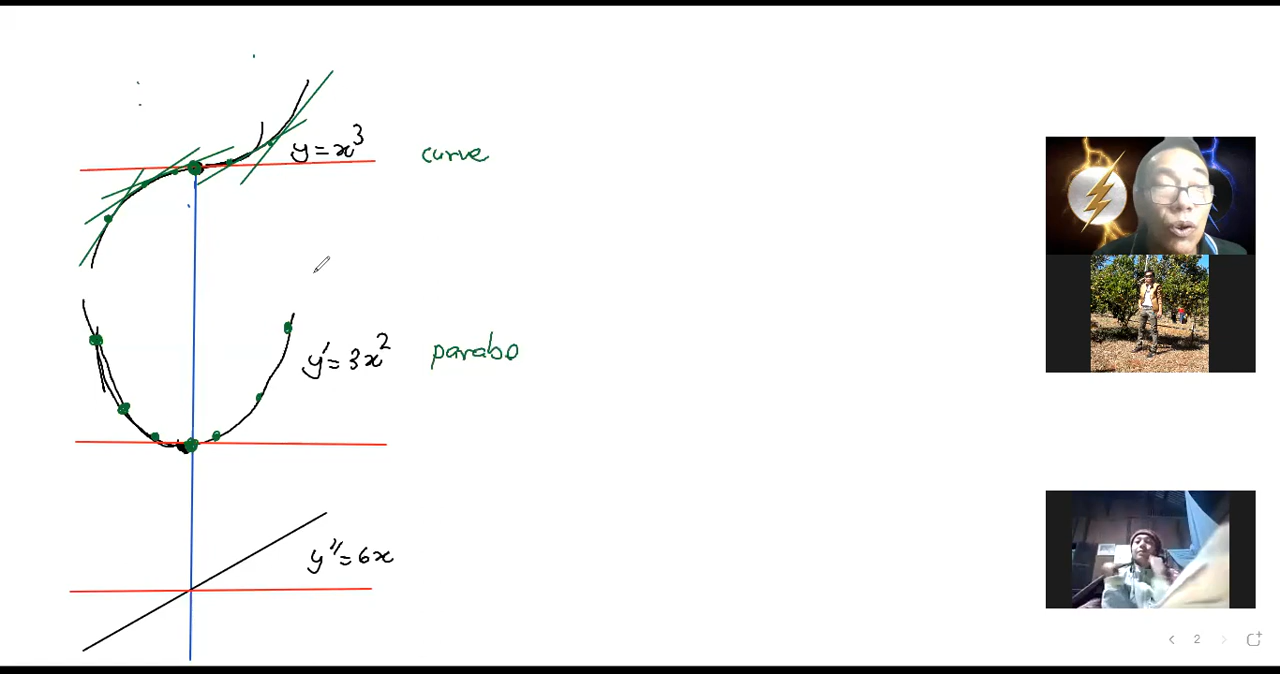 y = x³ curve
y' = 3x² parabo
y'' = 6x
2